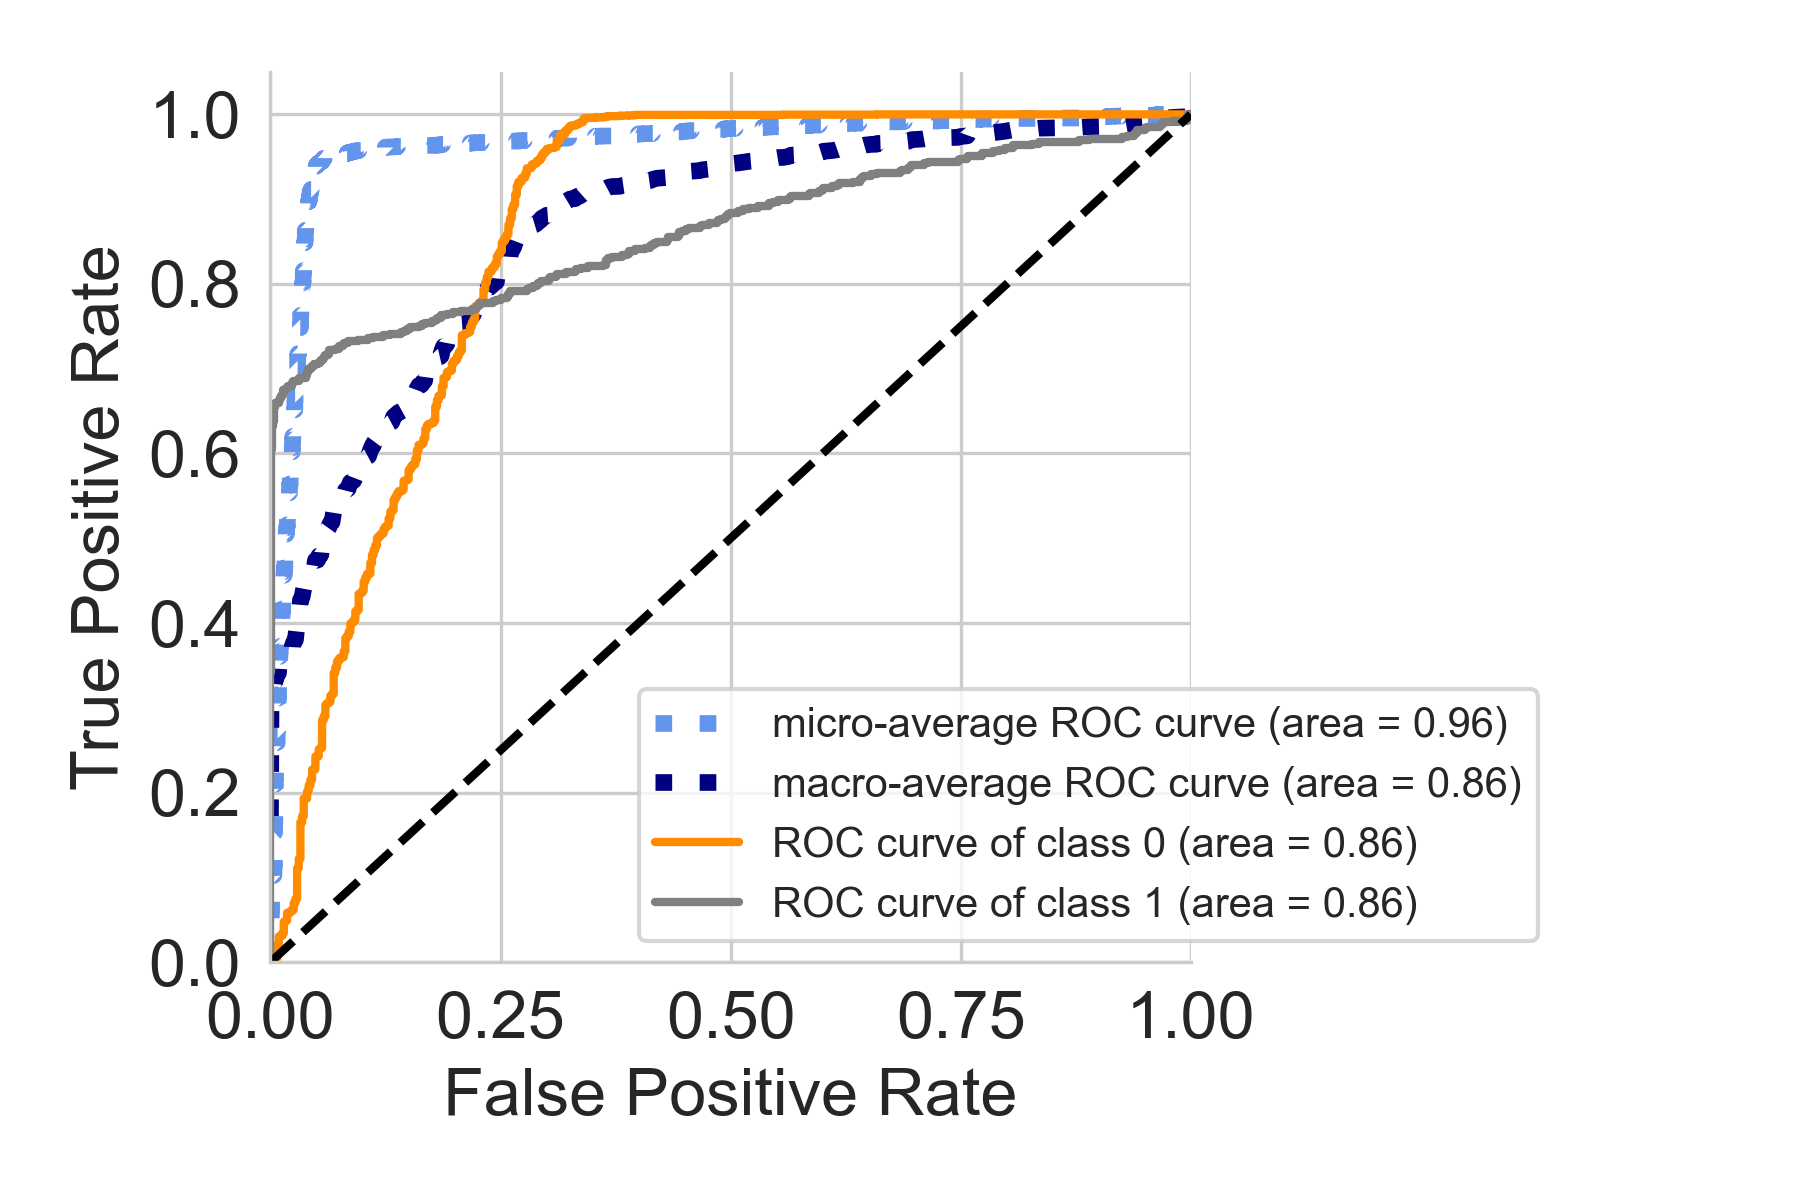 True Positive Rate
1.0
0.8
0.6
0.4
0.2
0.0
0.00 0.25 0.50 0.75 1.00
False Positive Rate
micro-average ROC curve (area = 0.96)
macro-average ROC curve (area = 0.86)
ROC curve of class 0 (area = 0.86)
ROC curve of class 1 (area = 0.86)